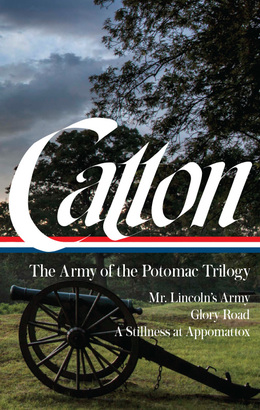 Catton
The Army of the Potomac Trilogy
Mr. Lincoln's Army
Glory Road
A Stillness at Appomattox